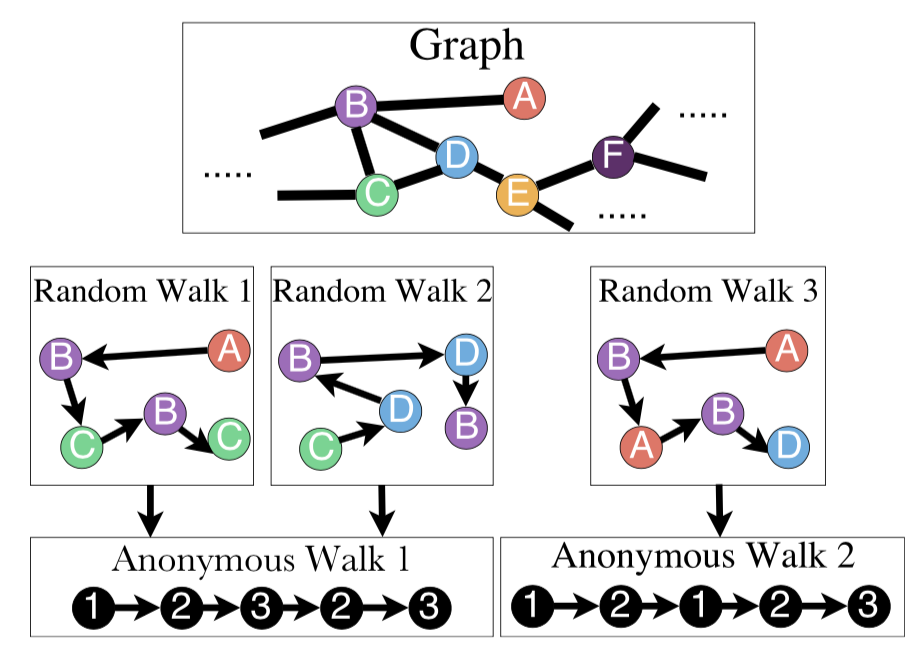 Graph
B
A
D
F
C
E
.....
.....
.....
Random Walk 1
B
A
B
C
C
Random Walk 2
B
D
D
B
C
Random Walk 3
B
A
B
A
D
Anonymous Walk 1
1 2 3 2 3
Anonymous Walk 2
1 2 1 2 3